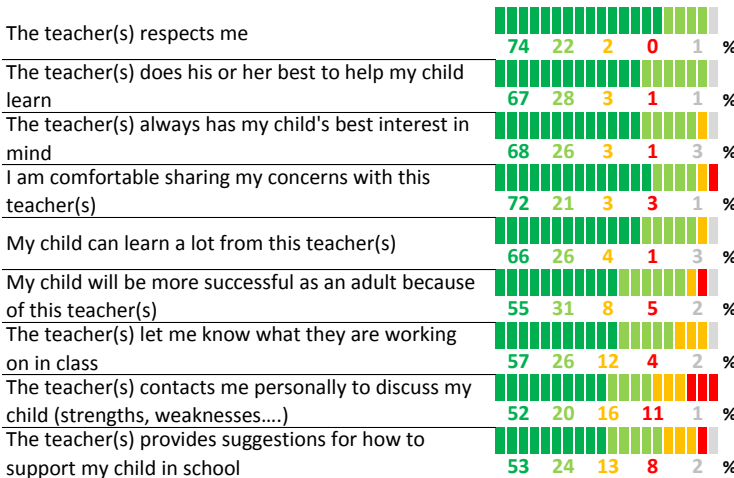 The teacher(s) respects me
74 22 2 0 1 %
The teacher(s) does his or her best to help my child
learn
67 28 3 1 1 %
The teacher(s) always has my child's best interest in
mind
68 26 3 1 3 %
I am comfortable sharing my concerns with this
teacher(s)
72 21 3 3 1 %
My child can learn a lot from this teacher(s)
66 26 4 1 3 %
My child will be more successful as an adult because
of this teacher(s)
55 31 8 5 2 %
The teacher(s) let me know what they are working
on in class
57 26 12 4 2 %
The teacher(s) contacts me personally to discuss my
child (strengths, weaknesses....)
52 20 16 11 1 %
The teacher(s) provides suggestions for how to
support my child in school
53 24 13 8 2 %